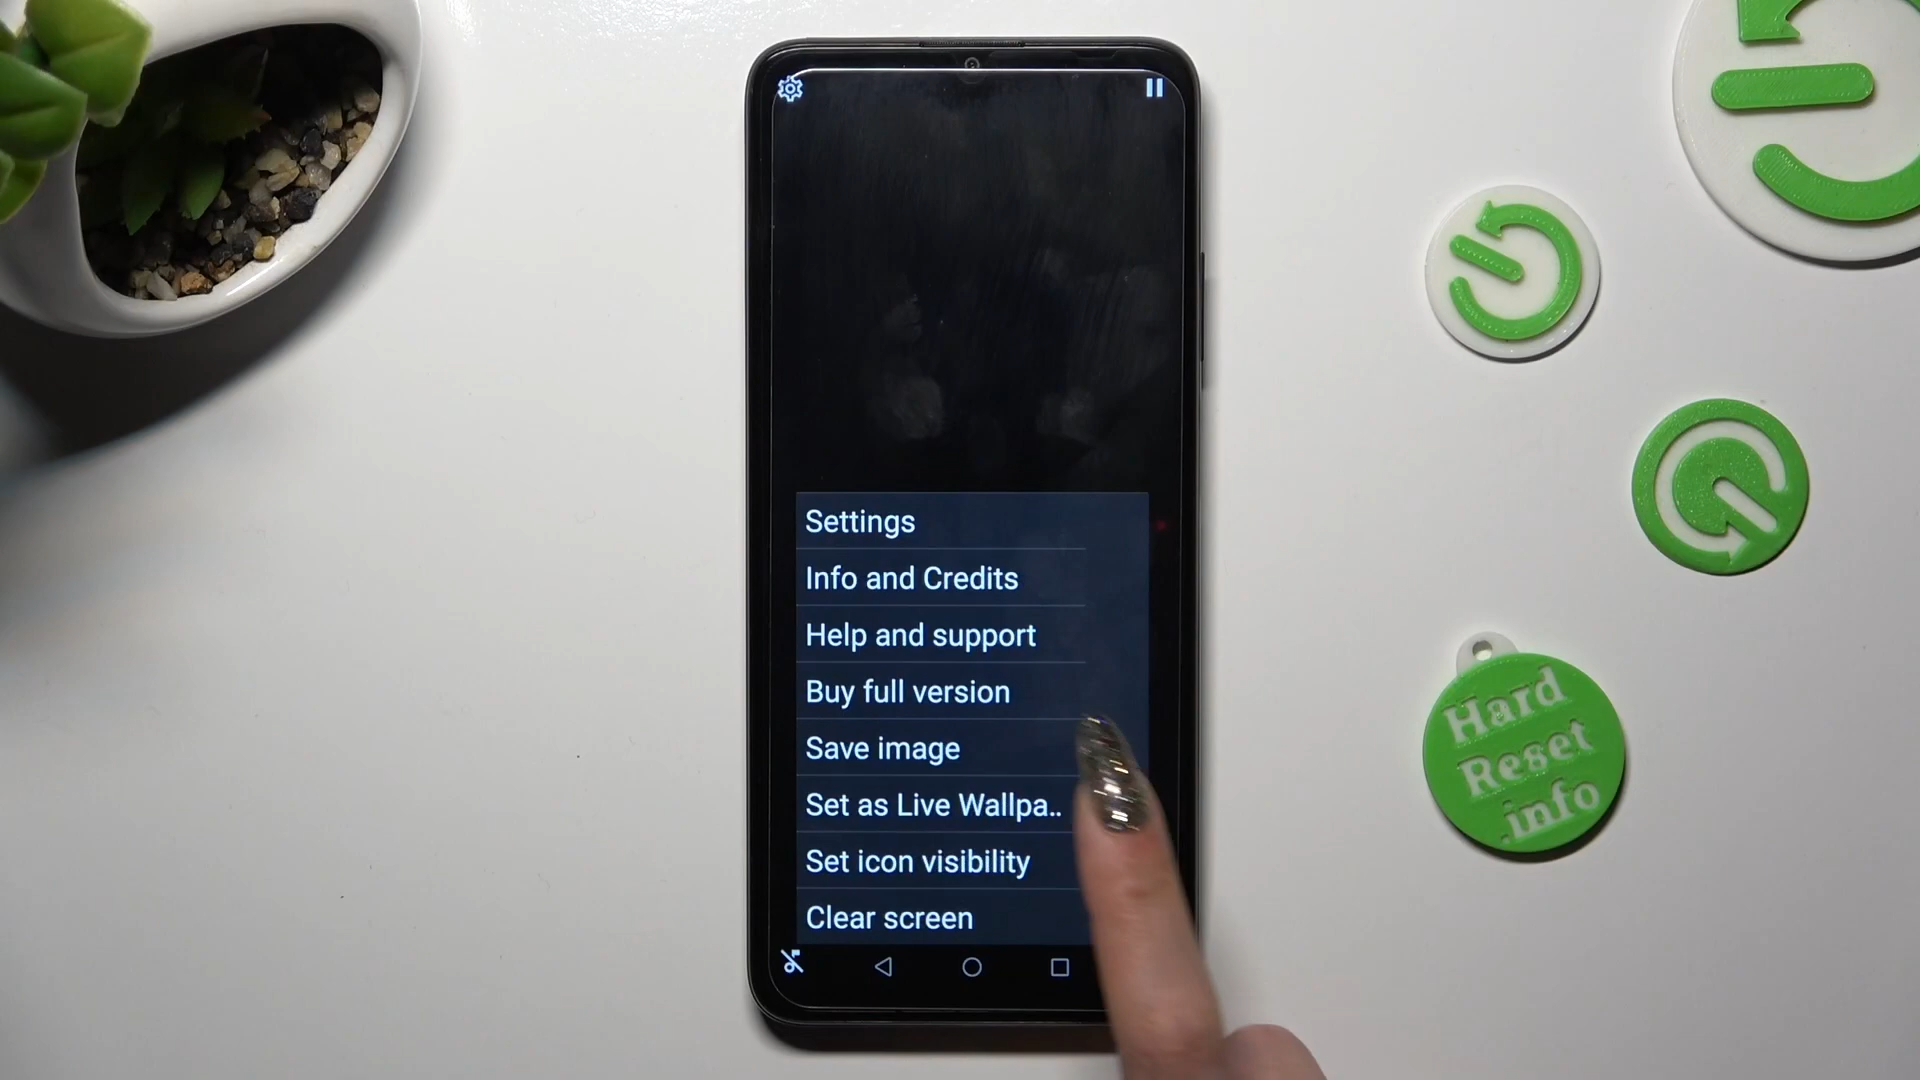 Settings
Info and Credits
Help and support
Buy full version
Save image
Set as Live Wallpa..
Set icon visibility
Clear screen
Hard
Reset
.info